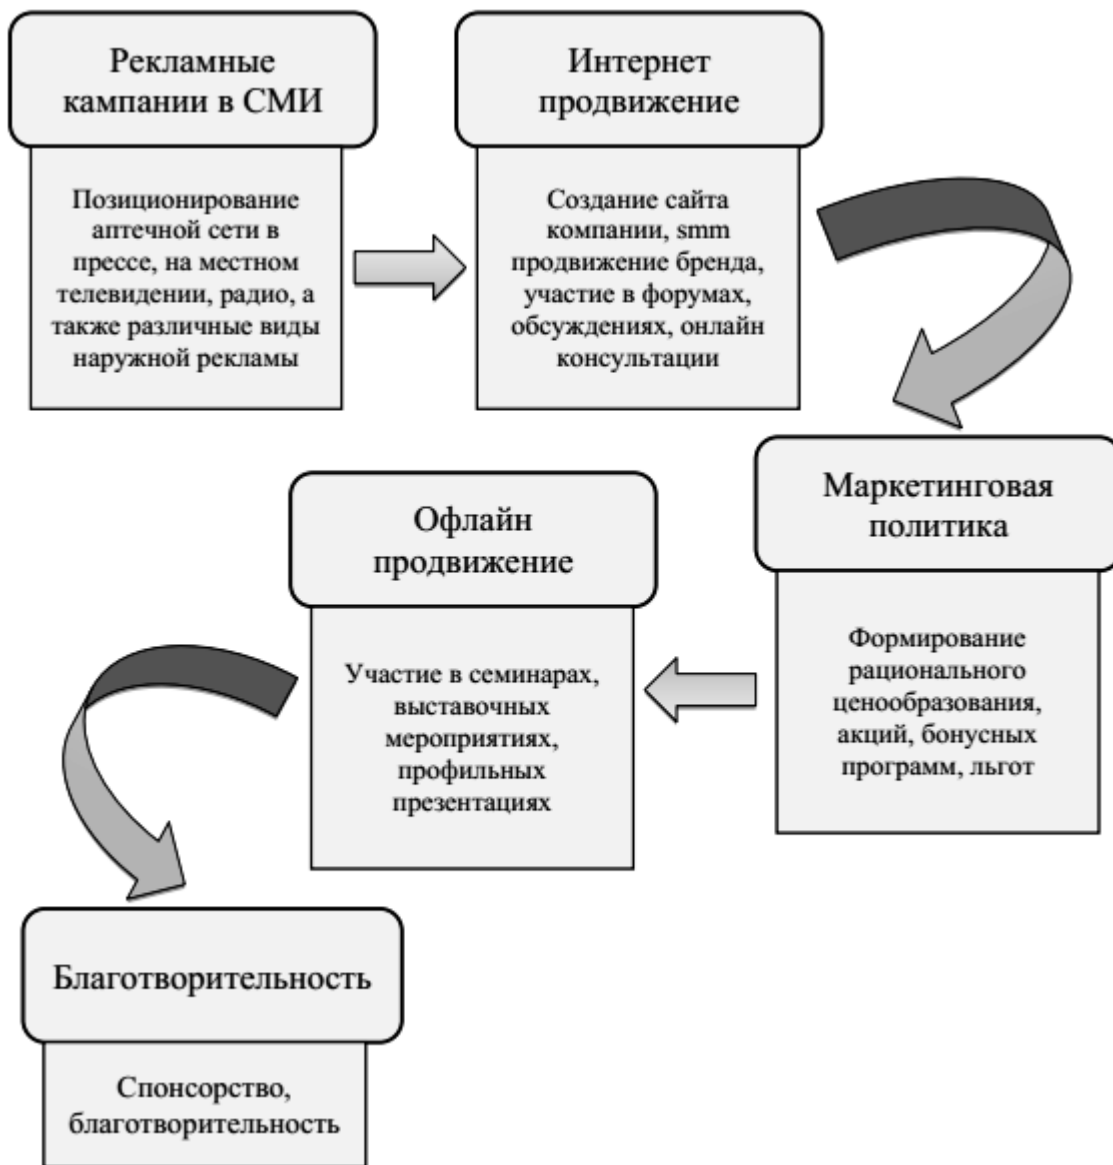 Рекламные
кампании в СМИ
Позиционирование
аптечной сети в
прессе, на местном
телевидении, радио, а
также различные виды
наружной рекламы
Интернет
продвижение
Создание сайта
компании, smm
продвижение бренда,
участие в форумах,
обсуждениях, онлайн
консультации
Маркетинговая
политика
Формирование
рационального
ценообразования,
акций, бонусных
программ, льгот
Офлайн
продвижение
Участие в семинарах,
выставочных
мероприятиях,
профильных
презентациях
Благотворительность
Спонсорство,
благотворительность